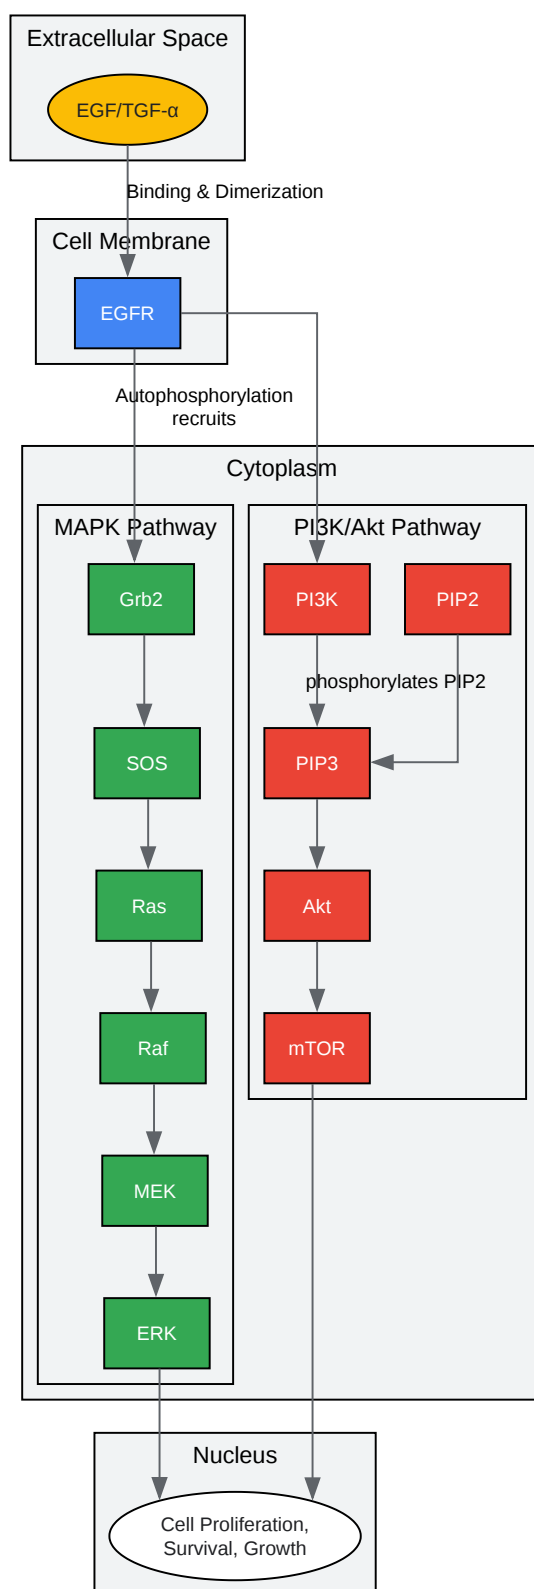 Extracellular Space
EGF/TGF-α
Binding & Dimerization
Cell Membrane
EGFR
Autophosphorylation
recruits
Cytoplasm
MAPK Pathway
PI3K/Akt Pathway
Grb2
PI3K
PIP2
phosphorylates PIP2
SOS
PIP3
Ras
Akt
Raf
mTOR
MEK
ERK
Nucleus
Cell Proliferation,
Survival, Growth